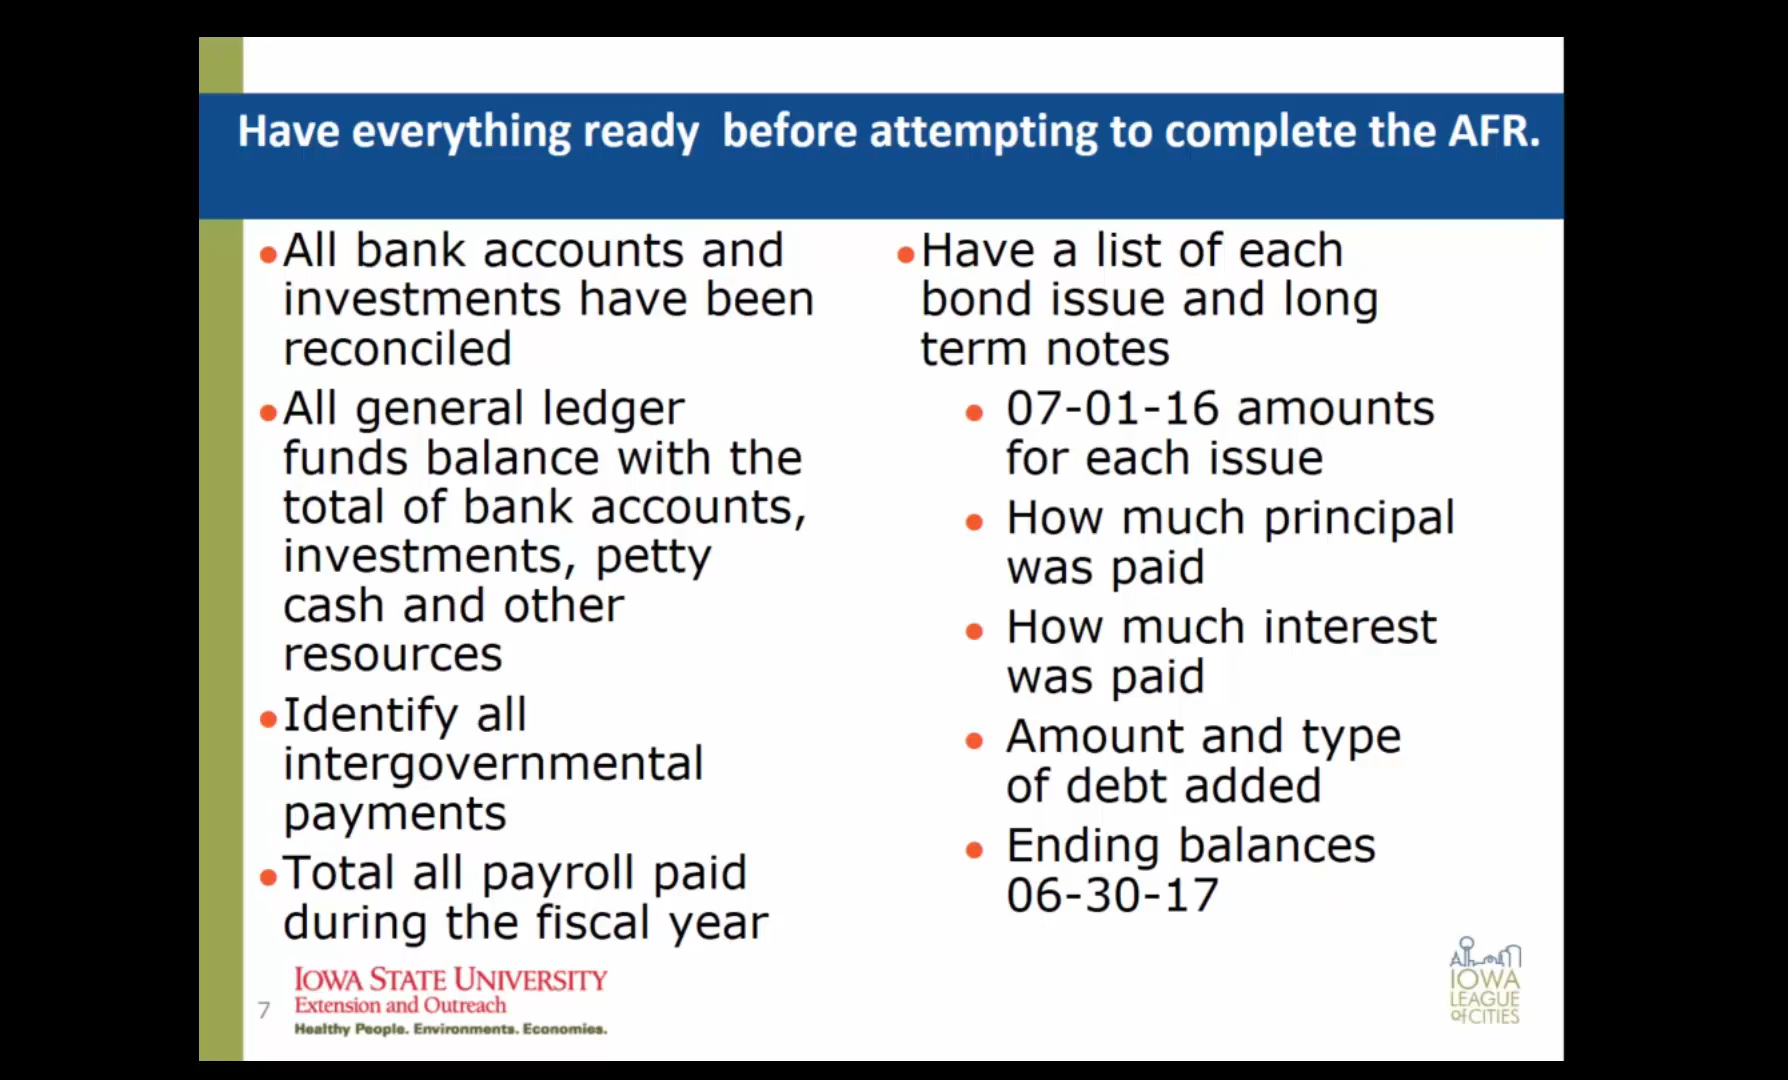 Have everything ready  before attempting to complete the AFR.
●All bank accounts and
investments have been
reconciled
●All general ledger
funds balance with the
total of bank accounts,
investments, petty
cash and other
resources
●Identify all
intergovernmental
payments
●Total all payroll paid
during the fiscal year
●Have a list of each
bond issue and long
term notes
● 07-01-16 amounts
for each issue
● How much principal
was paid
● How much interest
was paid
● Amount and type
of debt added
● Ending balances
06-30-17
7
IOWA STATE UNIVERSITY
Extension and Outreach
Healthy People. Environments. Economies.
IOWA
LEAGUE
of CITIES